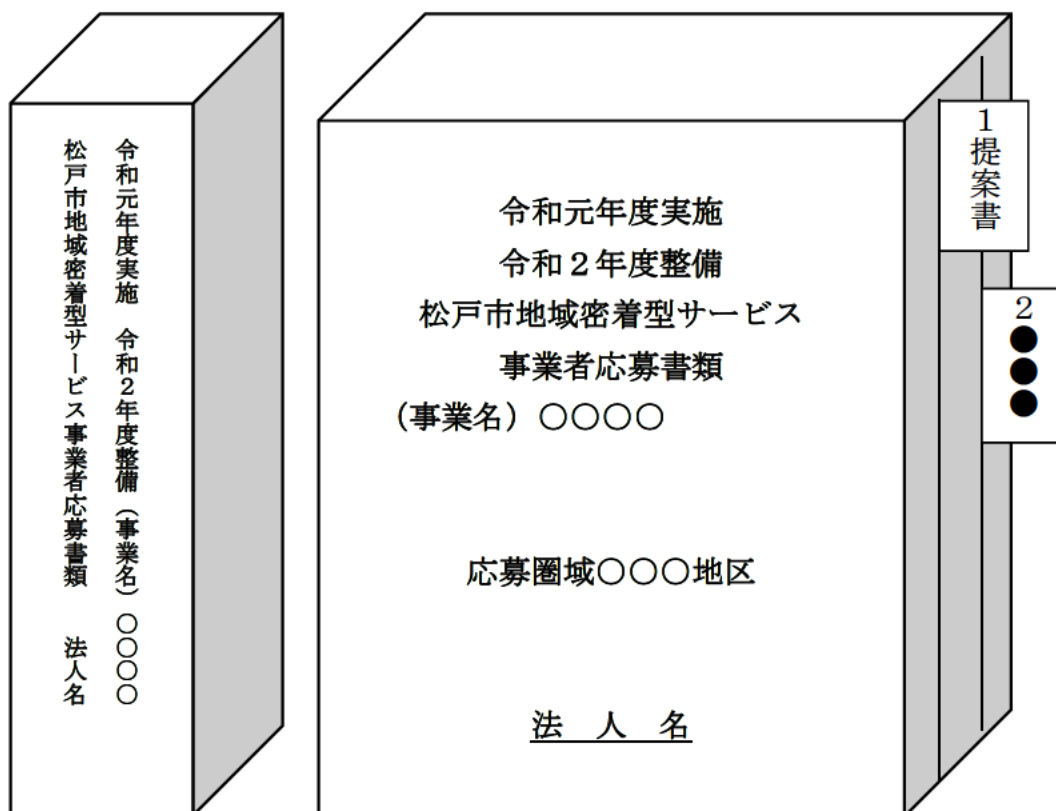 令和元年度実施　令和２年度整備（事業名）〇〇〇〇
松戸市地域密着型サービス事業者応募書類　　法人名
令和元年度実施
令和２年度整備
松戸市地域密着型サービス
事業者応募書類
（事業名）〇〇〇〇
応募圏域〇〇〇地区
法　人　名
１提案書
２●●●